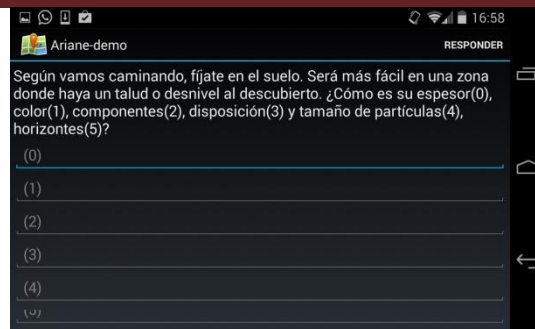 16:58
Ariane-demo
RESPONDER
Según vamos caminando, fíjate en el suelo. Será más fácil en una zona
donde haya un talud o desnivel al descubierto. ¿Cómo es su espesor(0),
color(1), componentes(2), disposición(3) y tamaño de partículas(4),
horizontes(5)?
(0)
(1)
(2)
(3)
(4)